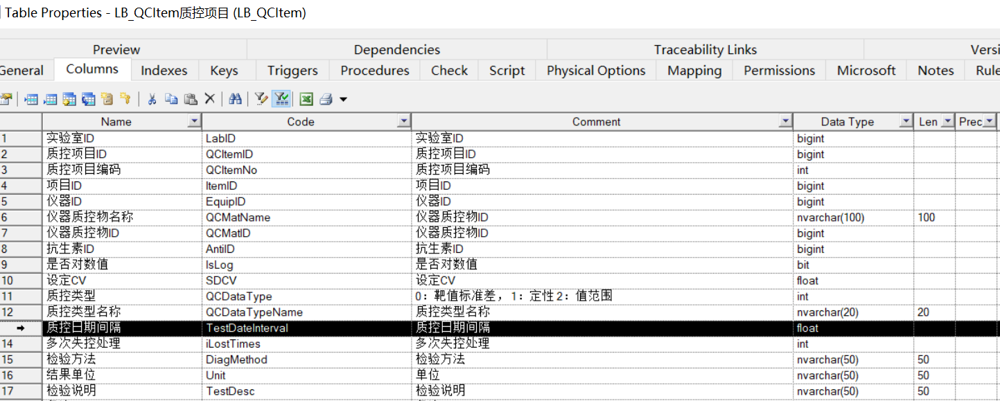 Table Properties - LB_QCItem质控项目 (LB_QCItem)
Preview Dependencies Traceability Links Versi
General Columns Indexes Keys Triggers Procedures Check Script Physical Options Mapping Permissions Microsoft Notes Rule
Name Code Comment Data Type Len Prec
1 实验室ID LabID 实验室ID bigint
2 质控项目ID QCItemID 质控项目ID bigint
3 质控项目编码 QCItemNo 质控项目编码 int
4 项目ID ItemID 项目ID bigint
5 仪器ID EquipID 仪器ID bigint
6 仪器质控物名称 QCMatName 仪器质控物ID nvarchar(100) 100
7 仪器质控物ID QCMatID 仪器质控物ID bigint
8 抗生素ID AntiID 抗生素ID bigint
9 是否对数值 IsLog 是否对数值 bit
10 设定CV SDCV 设定CV float
11 质控类型 QCDataType 0：靶值标准差，1：定性2：值范围 int
12 质控类型名称 QCDataTypeName 质控类型名称 nvarchar(20) 20
质控日期间隔 TestDateInterval 质控日期间隔 float
14 多次失控处理 iLostTimes 多次失控处理 int
15 检验方法 DiagMethod 检验方法 nvarchar(50) 50
16 结果单位 Unit 单位 nvarchar(50) 50
17 检验说明 TestDesc 检验说明 nvarchar(50) 50